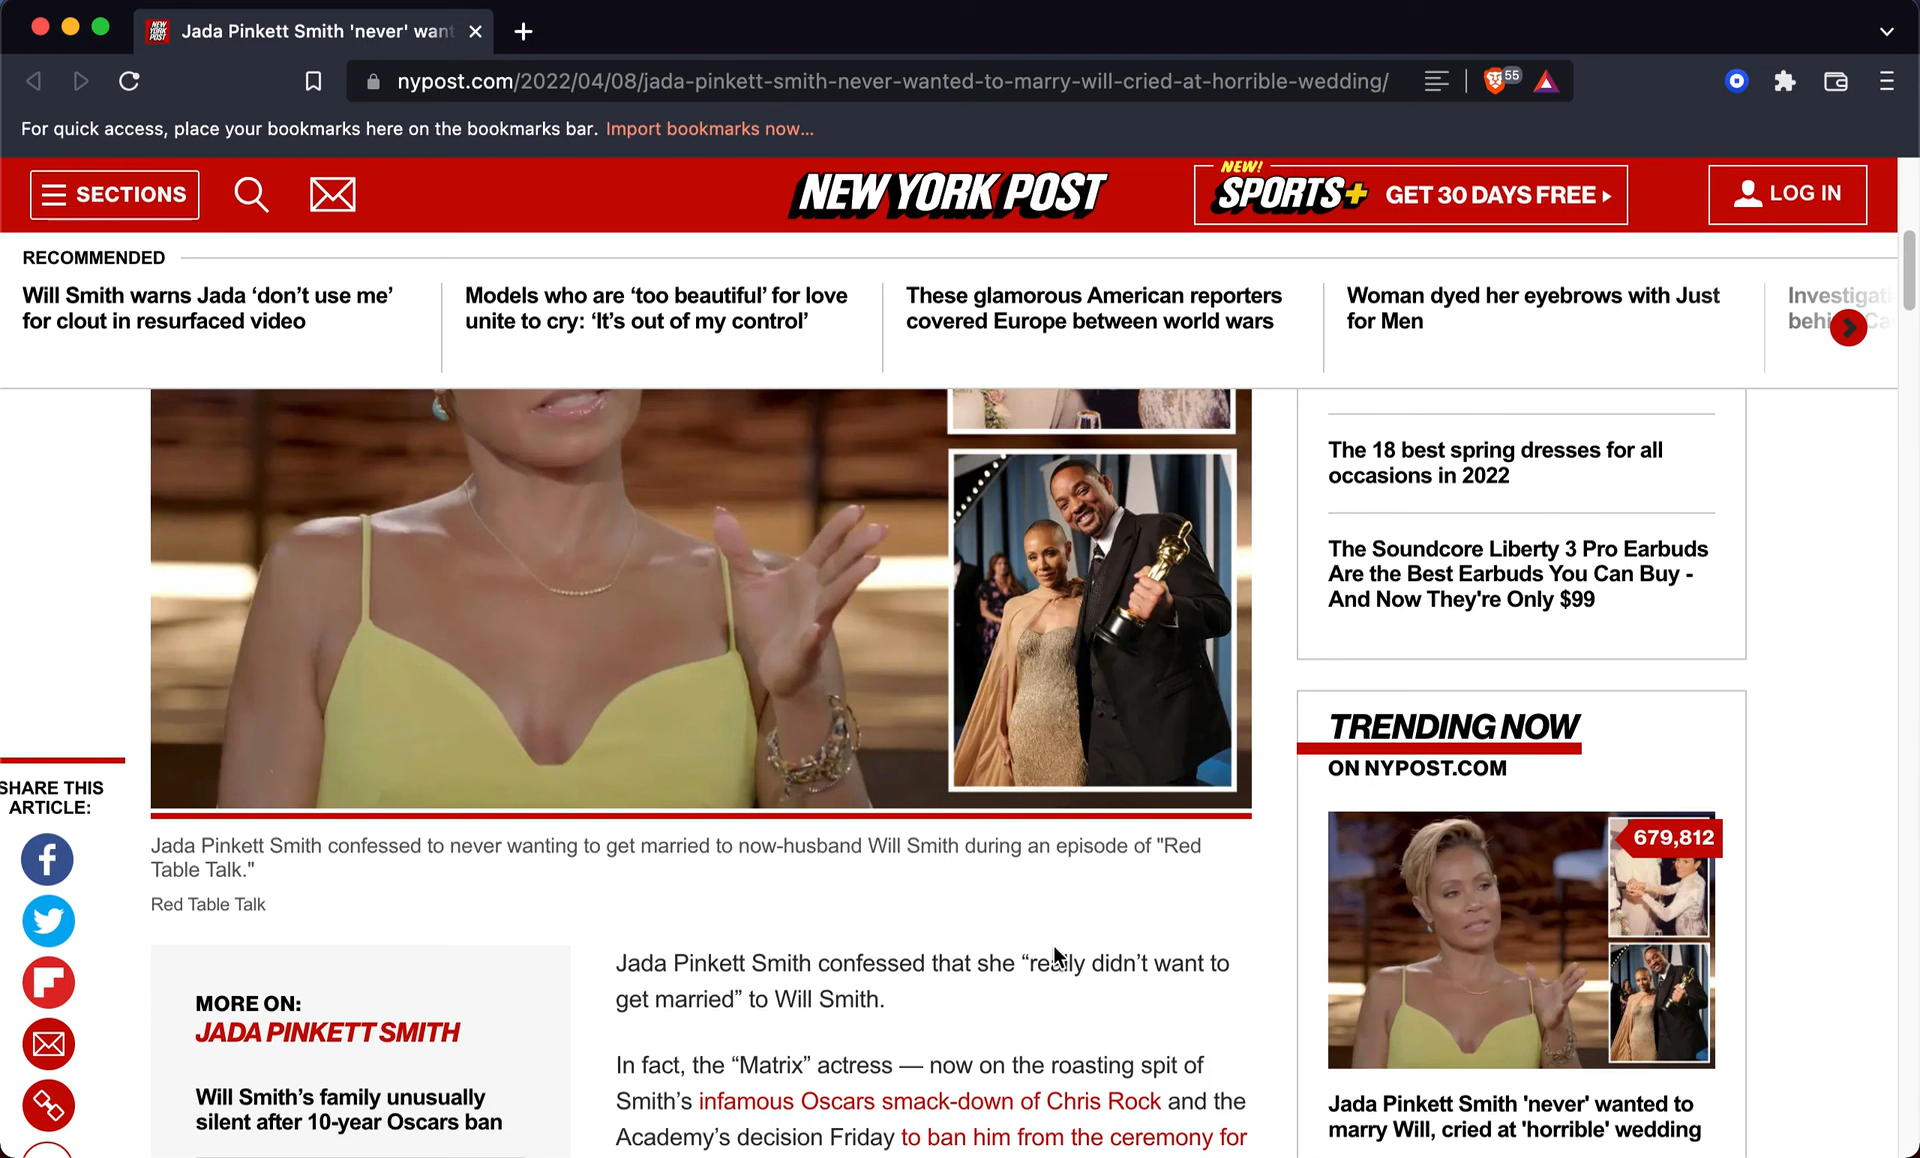 Jada Pinkett Smith 'never' want
nypost.com/2022/04/08/jada-pinkett-smith-never-wanted-to-marry-will-cried-at-horrible-wedding/
55
For quick access, place your bookmarks here on the bookmarks bar. Import bookmarks now...
SECTIONS
NEW YORK POST
NEW!
SPORTS+ GET 30 DAYS FREE
LOG IN
RECOMMENDED
Will Smith warns Jada ‘don’t use me’
for clout in resurfaced video
Models who are ‘too beautiful’ for love
unite to cry: ‘It’s out of my control’
These glamorous American reporters
covered Europe between world wars
Woman dyed her eyebrows with Just
for Men
The 18 best spring dresses for all
occasions in 2022
The Soundcore Liberty 3 Pro Earbuds
Are the Best Earbuds You Can Buy -
And Now They're Only $99
TRENDING NOW
ON NYPOST.COM
679,812
Jada Pinkett Smith 'never' wanted to
marry Will, cried at 'horrible' wedding
SHARE THIS
ARTICLE:
Jada Pinkett Smith confessed to never wanting to get married to now-husband Will Smith during an episode of "Red
Table Talk."
Red Table Talk
MORE ON:
JADA PINKETT SMITH
Will Smith’s family unusually
silent after 10-year Oscars ban
Jada Pinkett Smith confessed that she “really didn’t want to
get married” to Will Smith.
In fact, the “Matrix” actress — now on the roasting spit of
Smith’s infamous Oscars smack-down of Chris Rock and the
Academy’s decision Friday to ban him from the ceremony for